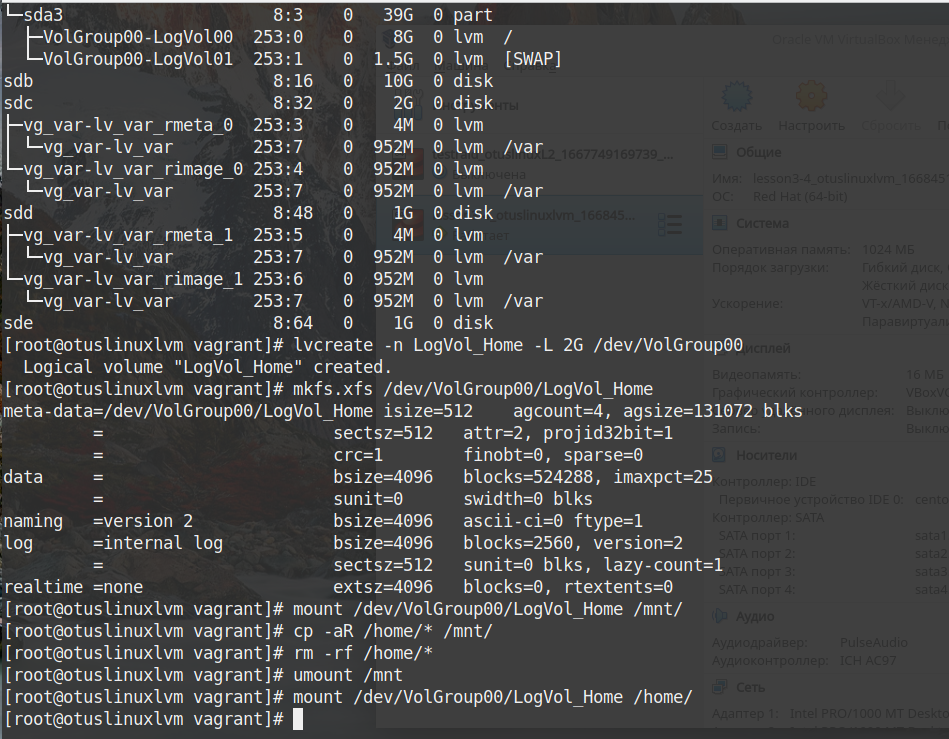 └─sda3                     8:3    0   39G  0 part
  ├─VolGroup00-LogVol00  253:0    0    8G  0 lvm  /
  └─VolGroup00-LogVol01  253:1    0  1.5G  0 lvm  [SWAP]
sdb                        8:16   0   10G  0 disk
sdc                        8:32   0    2G  0 disk
├─vg_var-lv_var_rmeta_0  253:3    0    4M  0 lvm
│ └─vg_var-lv_var        253:7    0  952M  0 lvm  /var
└─vg_var-lv_var_rimage_0 253:4    0  952M  0 lvm
  └─vg_var-lv_var        253:7    0  952M  0 lvm  /var
sdd                        8:48   0    1G  0 disk
├─vg_var-lv_var_rmeta_1  253:5    0    4M  0 lvm
│ └─vg_var-lv_var        253:7    0  952M  0 lvm  /var
└─vg_var-lv_var_rimage_1 253:6    0  952M  0 lvm
  └─vg_var-lv_var        253:7    0  952M  0 lvm  /var
sde                        8:64   0    1G  0 disk
[root@otuslinuxlvm vagrant]# lvcreate -n LogVol_Home -L 2G /dev/VolGroup00
  Logical volume "LogVol_Home" created.
[root@otuslinuxlvm vagrant]# mkfs.xfs /dev/VolGroup00/LogVol_Home
meta-data=/dev/VolGroup00/LogVol_Home isize=512    agcount=4, agsize=131072 blks
         =                       sectsz=512   attr=2, projid32bit=1
         =                       crc=1        finobt=0, sparse=0
data     =                       bsize=4096   blocks=524288, imaxpct=25
         =                       sunit=0      swidth=0 blks
naming   =version 2              bsize=4096   ascii-ci=0 ftype=1
log      =internal log           bsize=4096   blocks=2560, version=2
         =                       sectsz=512   sunit=0 blks, lazy-count=1
realtime =none                   extsz=4096   blocks=0, rtextents=0
[root@otuslinuxlvm vagrant]# mount /dev/VolGroup00/LogVol_Home /mnt/
[root@otuslinuxlvm vagrant]# cp -aR /home/* /mnt/
[root@otuslinuxlvm vagrant]# rm -rf /home/*
[root@otuslinuxlvm vagrant]# umount /mnt
[root@otuslinuxlvm vagrant]# mount /dev/VolGroup00/LogVol_Home /home/
[root@otuslinuxlvm vagrant]#
Oracle VM VirtualBox
Создать Настроить Сбросить
Общие
Имя: lesson3-4_otuslinuxlvm_166845
ОС: Red Hat (64-bit)
Система
Оперативная память: 1024 МБ
Порядок загрузки: Гибкий диск,
Жёсткий диск
Ускорение: VT-x/AMD-V,
Видеопамять: 16 МБ
Графический контроллер:
Носители
Контроллер: IDE
Первичное устройство IDE 0:
Контроллер: SATA
SATA порт 1: sata1
SATA порт 2: sata2
SATA порт 3: sata3
SATA порт 4: sata4
Аудио
Аудиодрайвер: PulseAudio
Аудиоконтроллер: ICH AC97
Сеть
Адаптер 1: Intel PRO/1000 MT